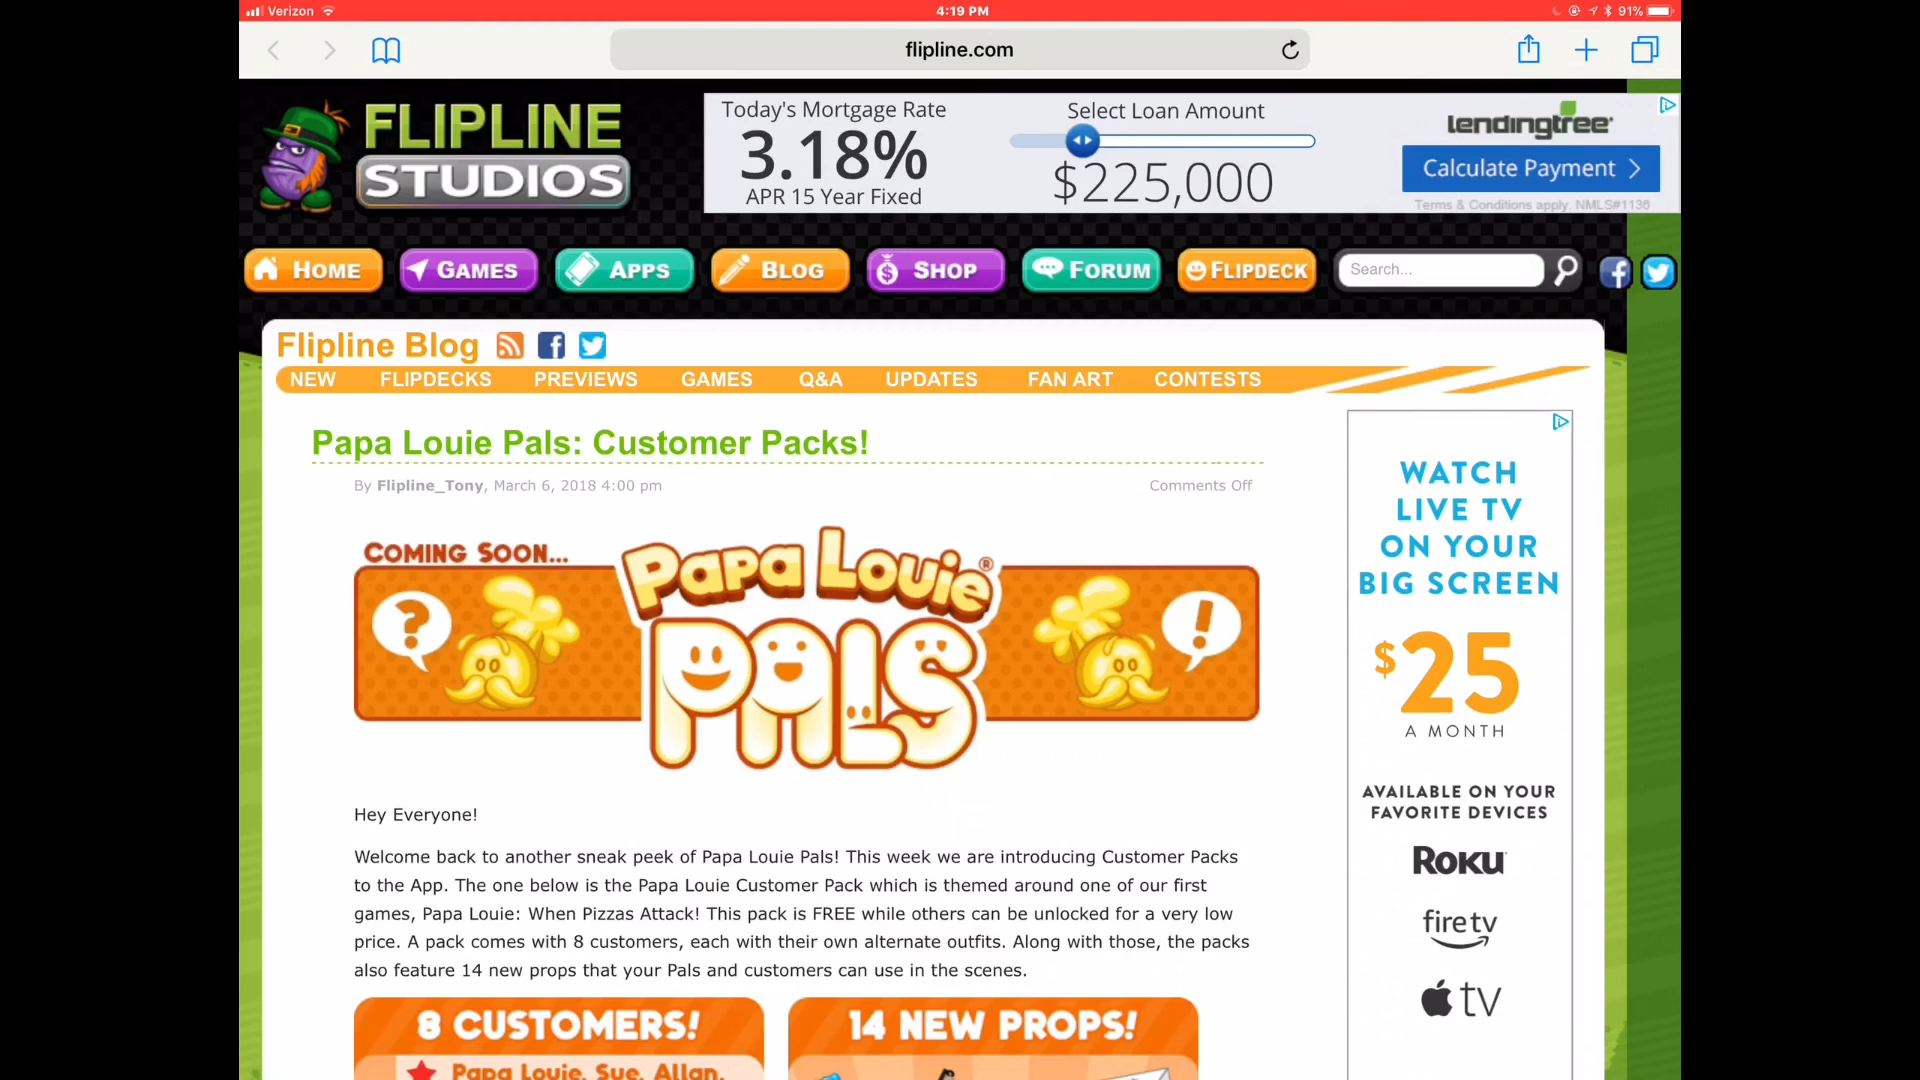 Verizon
4:19 PM
91%
flipline.com
FLIPLINE
STUDIOS
Today's Mortgage Rate
3.18%
APR 15 Year Fixed
Select Loan Amount
$225,000
lendingtree
Calculate Payment
Terms & Conditions apply. NMLS#1136
HOME
GAMES
APPS
BLOG
SHOP
FORUM
FLIPDECK
Search...
Flipline Blog
NEW FLIPDECKS PREVIEWS GAMES Q&A UPDATES FAN ART CONTESTS
Papa Louie Pals: Customer Packs!
By Flipline_Tony, March 6, 2018 4:00 pm
Comments Off
COMING SOON...
?
Papa Louie®
PALS
!
Hey Everyone!
Welcome back to another sneak peek of Papa Louie Pals! This week we are introducing Customer Packs
to the App. The one below is the Papa Louie Customer Pack which is themed around one of our first
games, Papa Louie: When Pizzas Attack! This pack is FREE while others can be unlocked for a very low
price. A pack comes with 8 customers, each with their own alternate outfits. Along with those, the packs
also feature 14 new props that your Pals and customers can use in the scenes.
8 CUSTOMERS!
Papa Louie, Sue, Allan,
14 NEW PROPS!
WATCH
LIVE TV
ON YOUR
BIG SCREEN
$25
A MONTH
AVAILABLE ON YOUR
FAVORITE DEVICES
ROKU
fire tv
tv